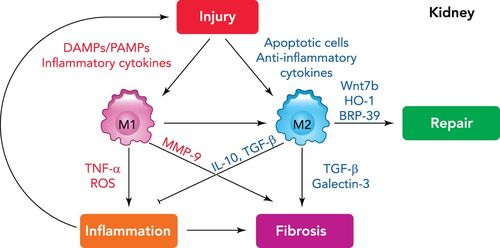 Injury
Kidney
DAMPs/PAMPs
Inflammatory cytokines
Apoptotic cells
Anti-inflammatory
cytokines
Wnt7b
HO-1
BRP-39
M1
M2
Repair
MMP-9
IL-10, TGF-β
TNF-α
ROS
TGF-β
Galectin-3
Inflammation
Fibrosis